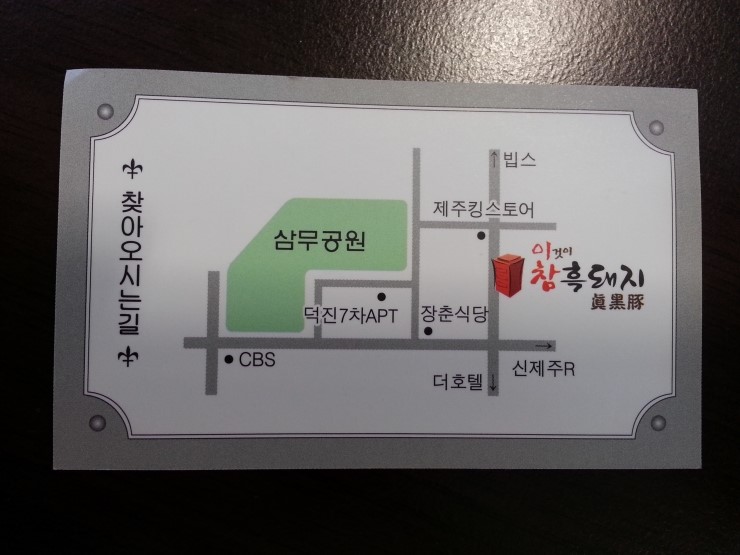 찾아오시는길
↑빕스
제주킹스토어
삼무공원
이것이
참흑돼지
眞黑豚
덕진7차APT
장춘식당
→
신제주R
CBS
더호텔↓